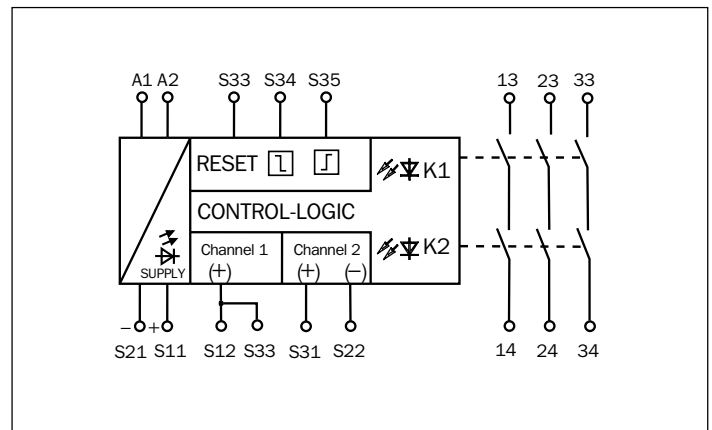 A1 A2 S33 S34 S35 13 23 33
RESET
K1
CONTROL-LOGIC
Channel 1 Channel 2
K2
SUPPLY (+) (+) (–)
– +
S21 S11 S12 S33 S31 S22 14 24 34